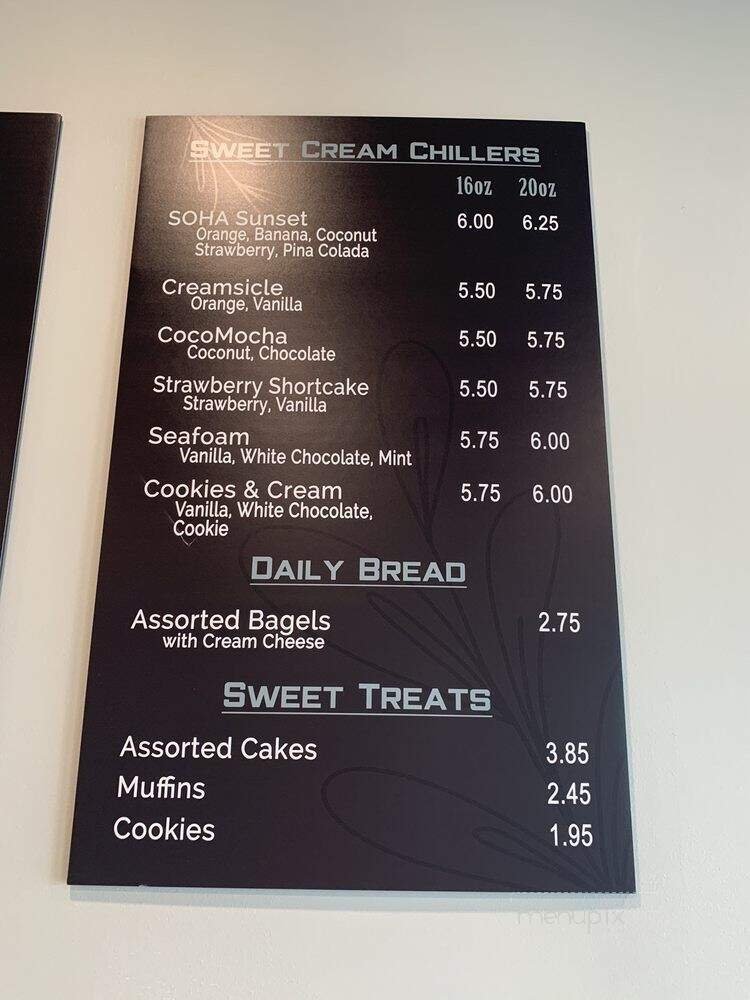 SWEET CREAM CHILLERS
16oz 20oz
SOHA Sunset 6.00 6.25
Orange, Banana, Coconut
Strawberry, Pina Colada
Creamsicle 5.50 5.75
Orange, Vanilla
CocoMocha 5.50 5.75
Coconut, Chocolate
Strawberry Shortcake 5.50 5.75
Strawberry, Vanilla
Seafoam 5.75 6.00
Vanilla, White Chocolate, Mint
Cookies & Cream 5.75 6.00
Vanilla, White Chocolate,
Cookie
DAILY BREAD
Assorted Bagels 2.75
with Cream Cheese
SWEET TREATS
Assorted Cakes 3.85
Muffins 2.45
Cookies 1.95
menupix